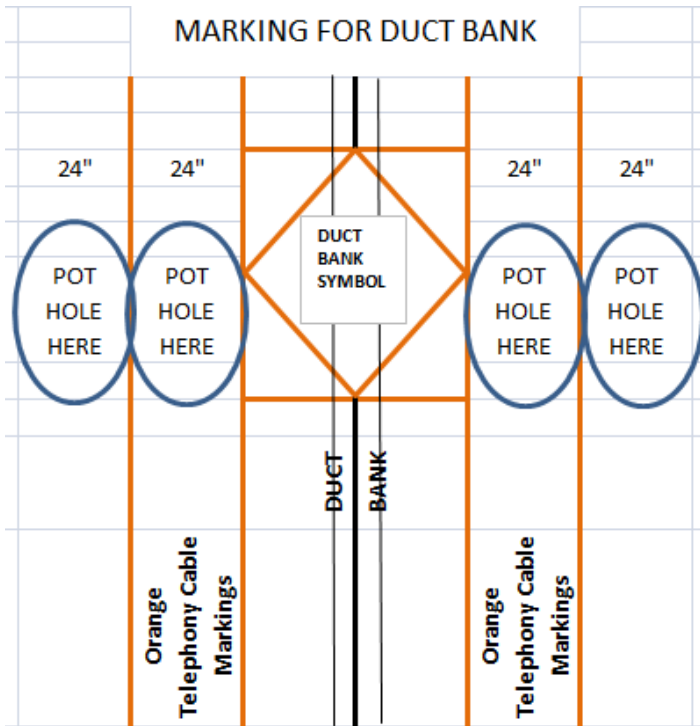 MARKING FOR DUCT BANK
24"
24"
24"
24"
DUCT
BANK
SYMBOL
POT
HOLE
HERE
POT
HOLE
HERE
POT
HOLE
HERE
POT
HOLE
HERE
DUCT
BANK
Orange
Telephony Cable
Markings
Orange
Telephony Cable
Markings